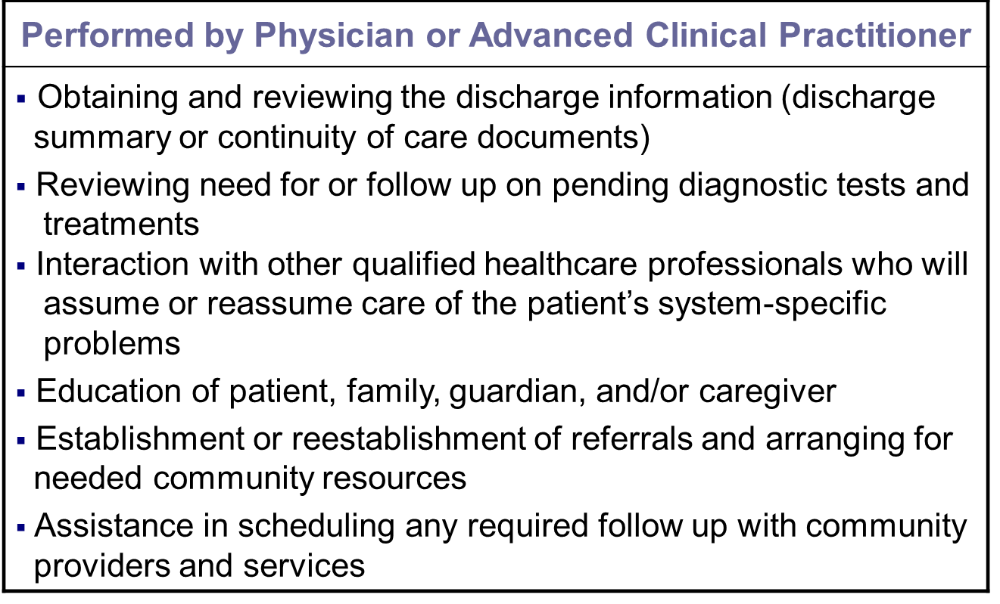 Performed by Physician or Advanced Clinical Practitioner
▪ Obtaining and reviewing the discharge information (discharge
summary or continuity of care documents)
▪ Reviewing need for or follow up on pending diagnostic tests and
treatments
▪ Interaction with other qualified healthcare professionals who will
assume or reassume care of the patient’s system-specific
problems
▪ Education of patient, family, guardian, and/or caregiver
▪ Establishment or reestablishment of referrals and arranging for
needed community resources
▪ Assistance in scheduling any required follow up with community
providers and services